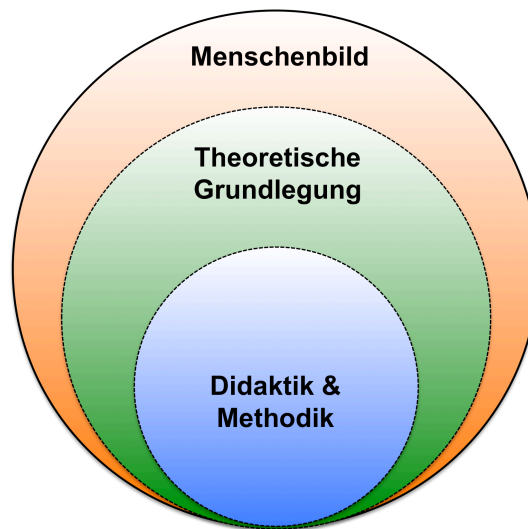 Menschenbild
Theoretische
Grundlegung
Didaktik &
Methodik